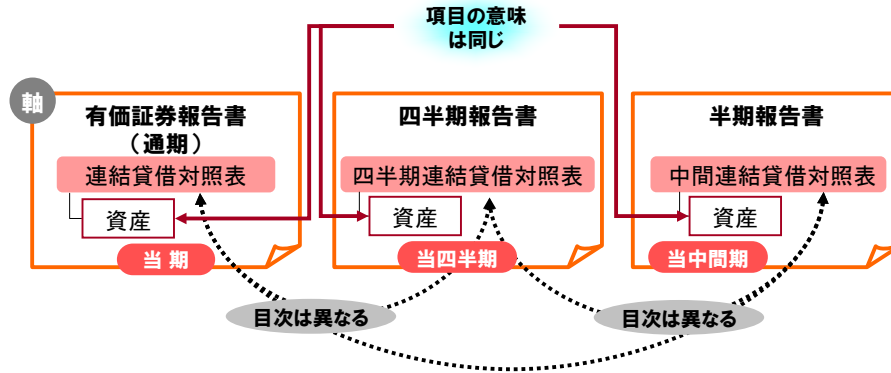 項目の意味
は同じ
軸
有価証券報告書
（通期）
連結貸借対照表
資産
当 期
四半期報告書
四半期連結貸借対照表
資産
当四半期
半期報告書
中間連結貸借対照表
資産
当中間期
目次は異なる
目次は異なる